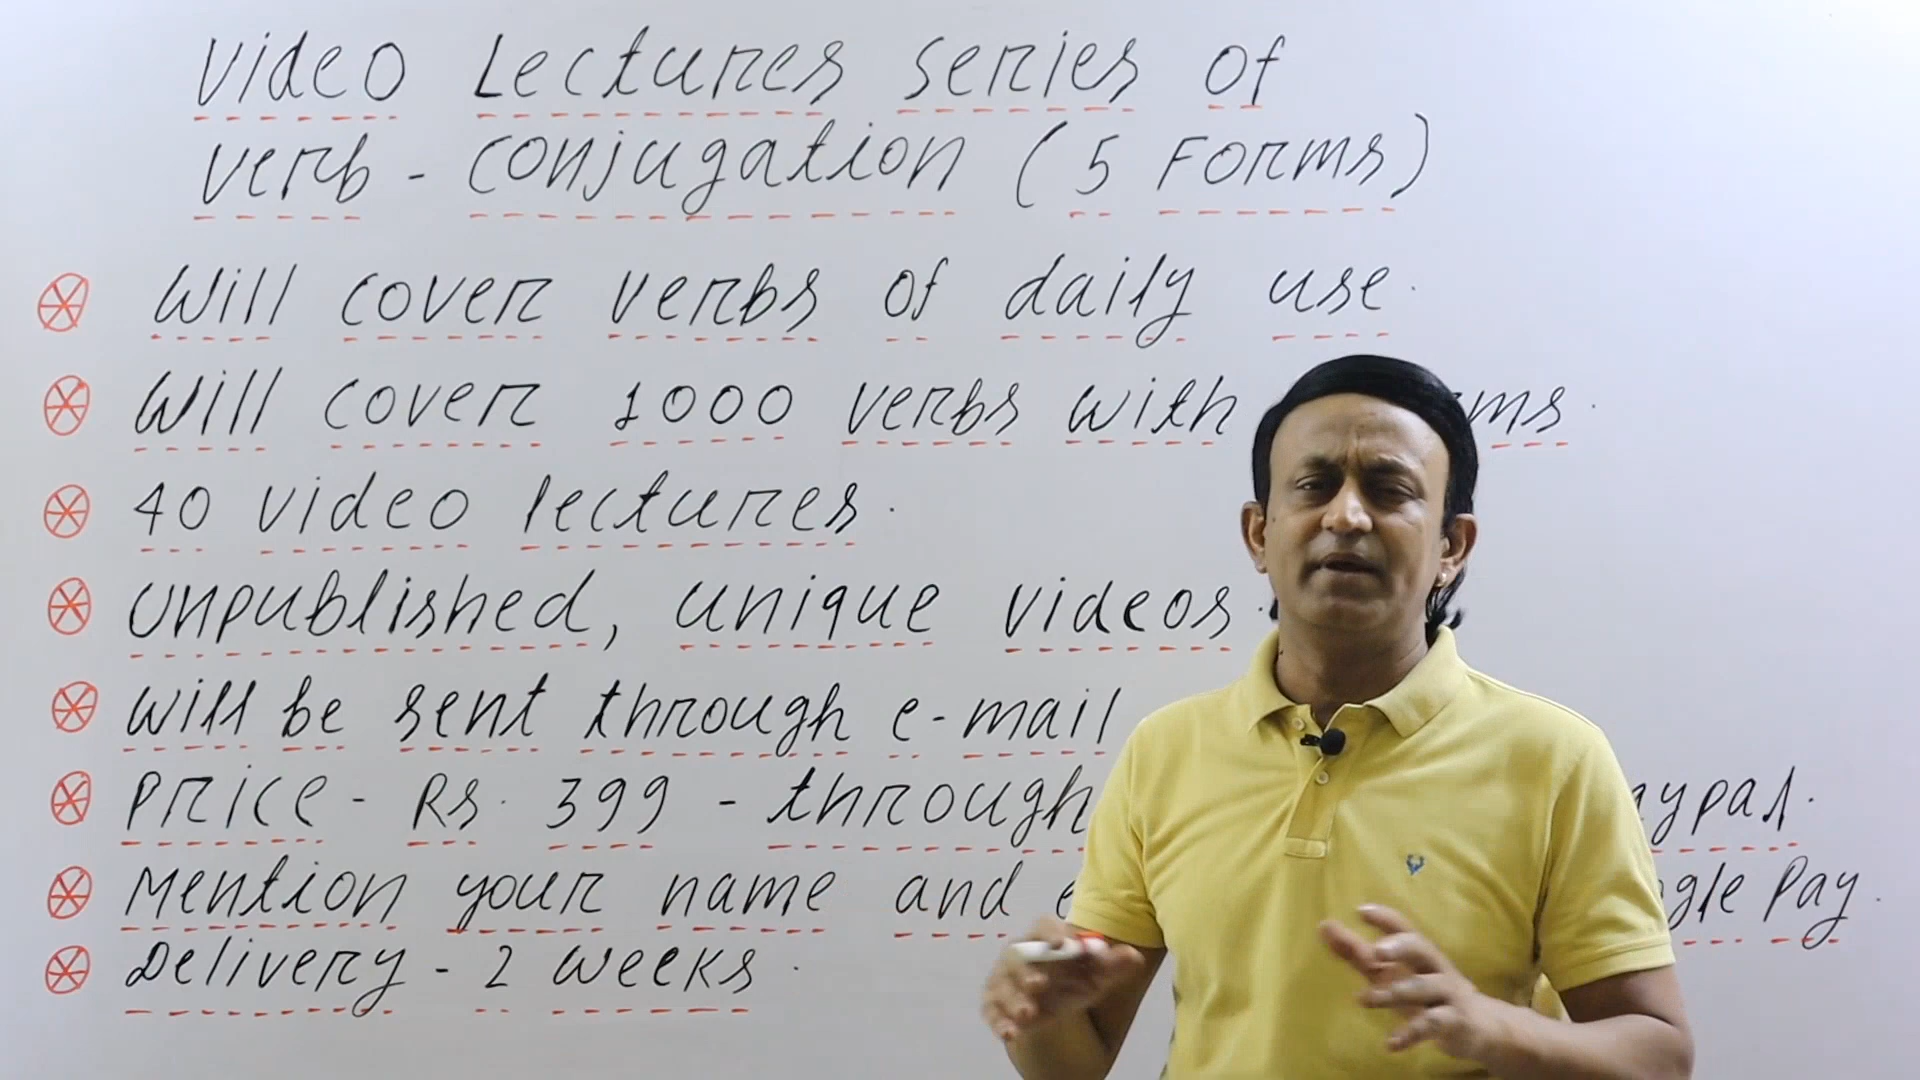 Video Lectures series of
verb - conjugation (5 Forms)
Will cover verbs of daily use.
Will cover 1000 verbs with
40 video lectures.
Unpublished, unique videos.
Will be sent through e-mail
Price - Rs. 399 - through
Mention your name and Pay.
Delivery - 2 weeks.